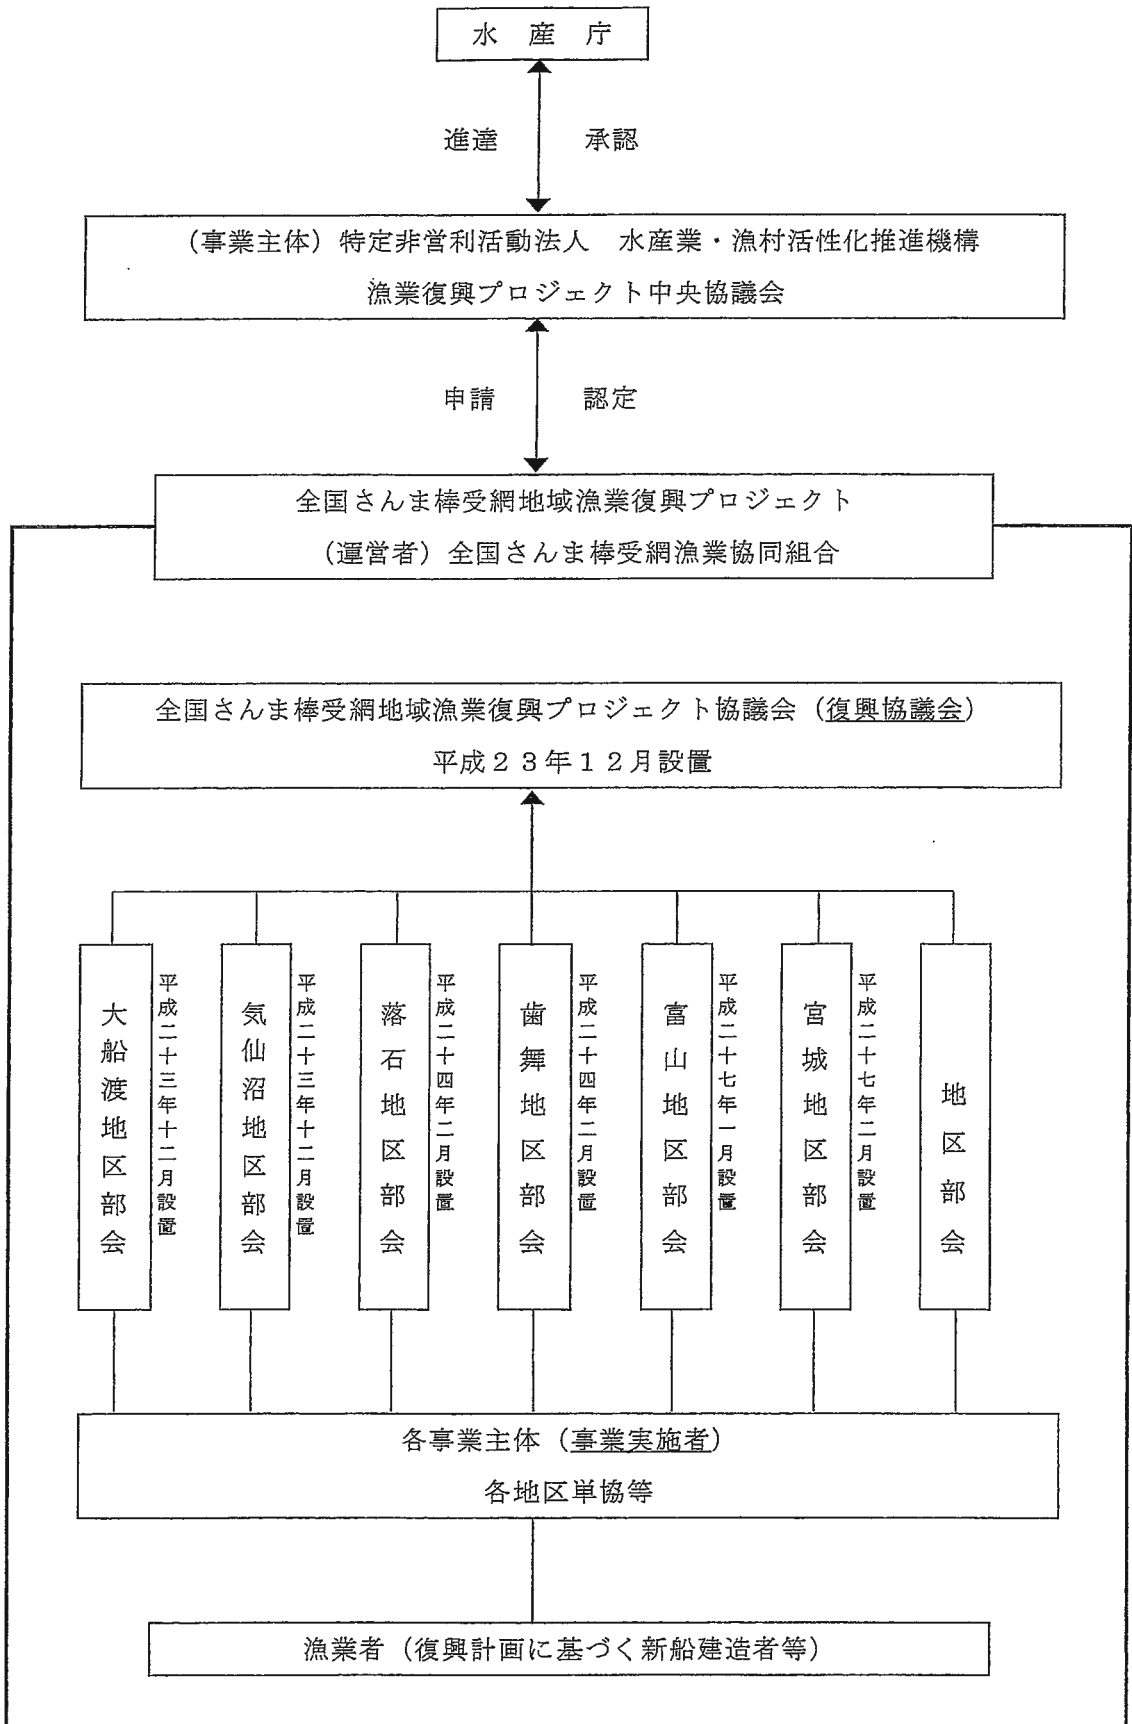 水　産　庁
進達　承認
（事業主体）特定非営利活動法人　水産業・漁村活性化推進機構
漁業復興プロジェクト中央協議会
申請　認定
全国さんま棒受網地域漁業復興プロジェクト
（運営者）全国さんま棒受網漁業協同組合
全国さんま棒受網地域漁業復興プロジェクト協議会（復興協議会）
平成２３年１２月設置
大船渡地区部会
平成二十三年十二月設置
気仙沼地区部会
平成二十三年十二月設置
落石地区部会
平成二十四年二月設置
歯舞地区部会
平成二十四年二月設置
富山地区部会
平成二十七年一月設置
宮城地区部会
平成二十七年二月設置
地区部会
各事業主体（事業実施者）
各地区単協等
漁業者（復興計画に基づく新船建造者等）